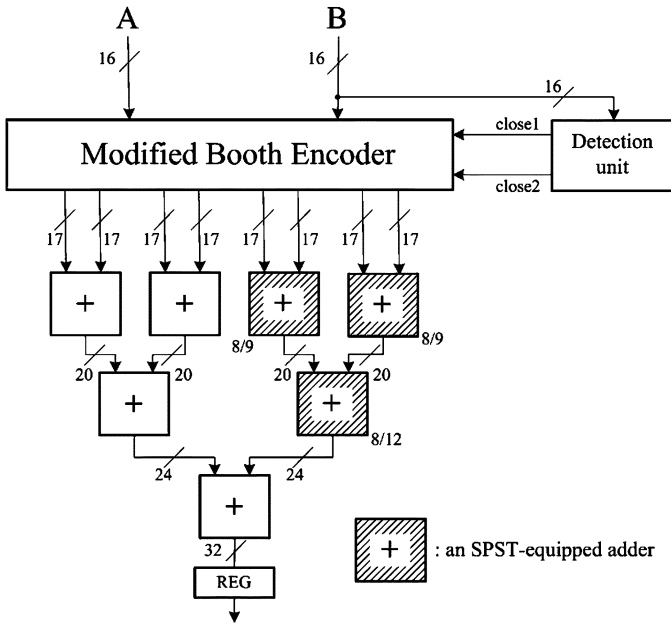 A B
16 16 16
close1
Modified Booth Encoder
Detection
unit
close2
17 17 17 17 17 17 17 17
+ + + +
8/9 8/9
20 20 20 20
+ +
8/12
24 24
+
32
+ : an SPST-equipped adder
REG